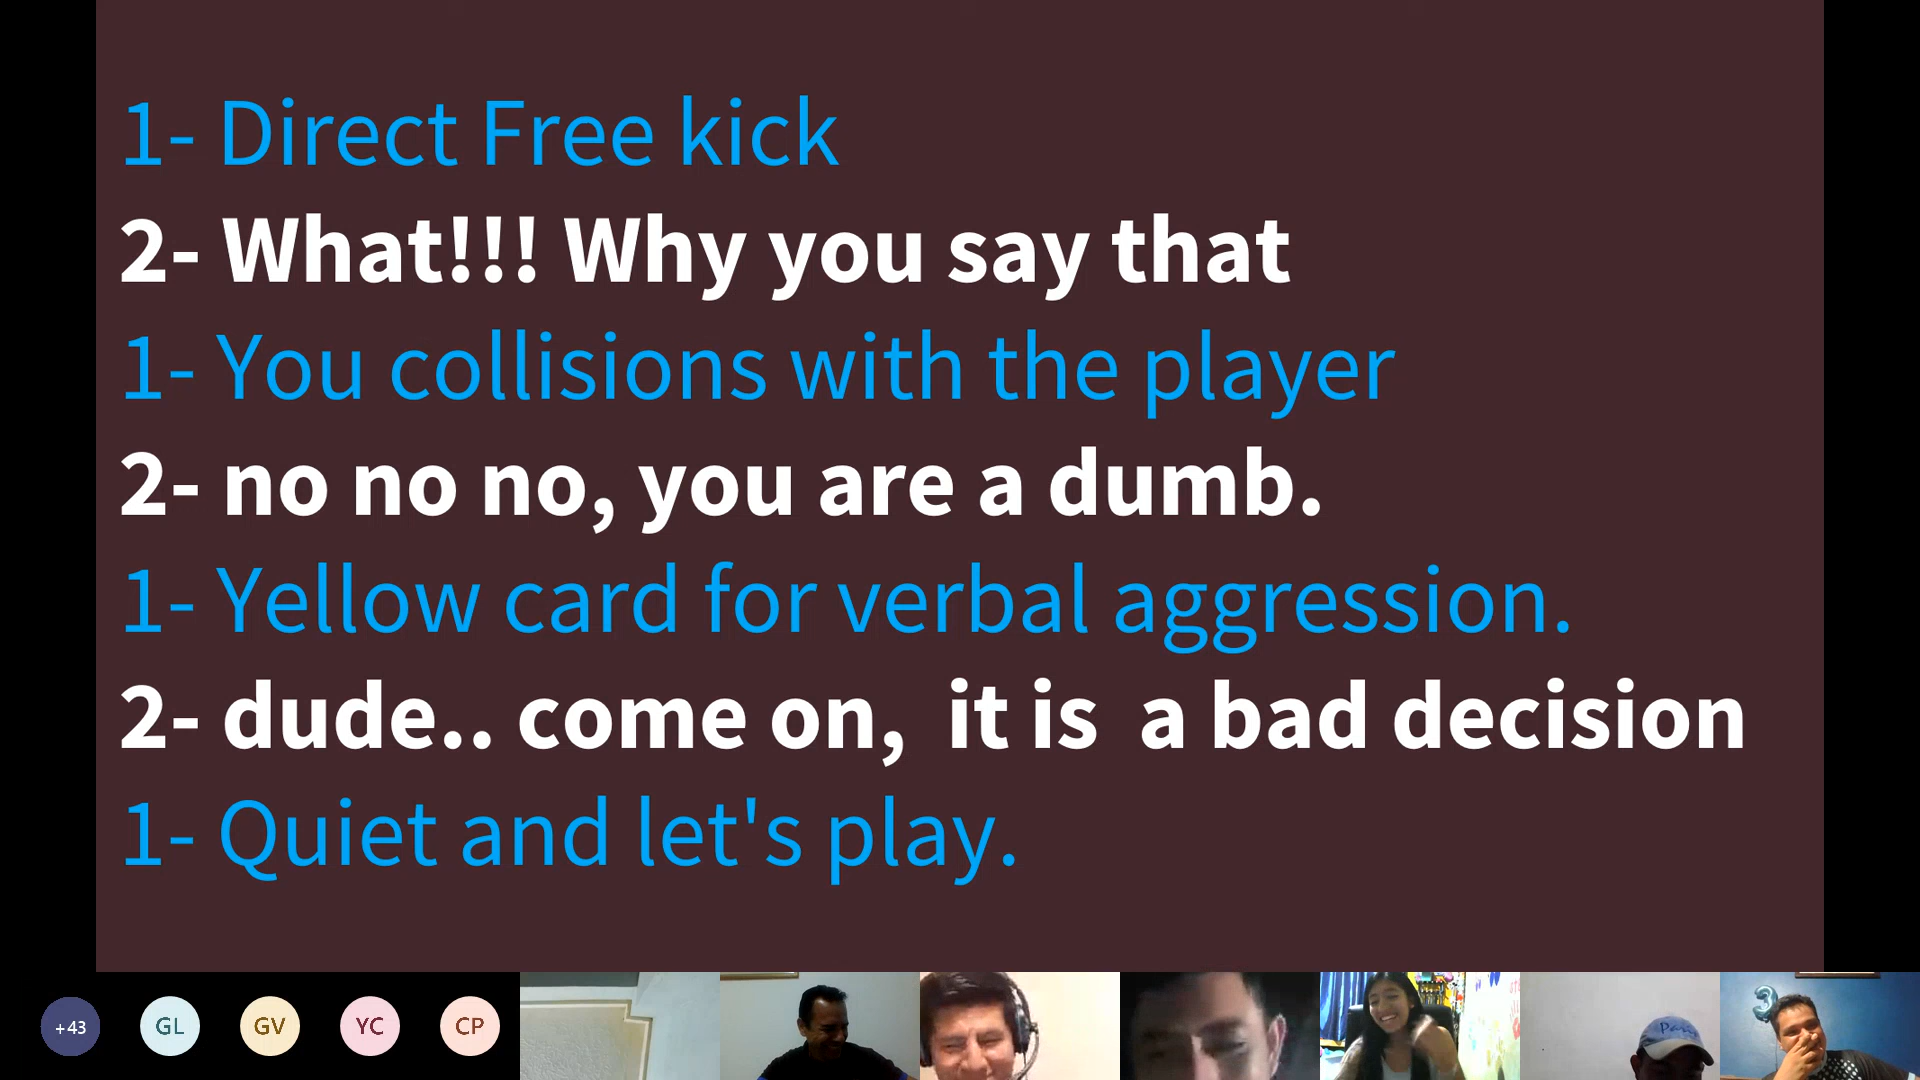 1- Direct Free kick
2- What!!! Why you say that
1- You collisions with the player
2- no no no, you are a dumb.
1- Yellow card for verbal aggression.
2- dude.. come on,  it is  a bad decision
1- Quiet and let's play.
+43 GL GV YC CP
3